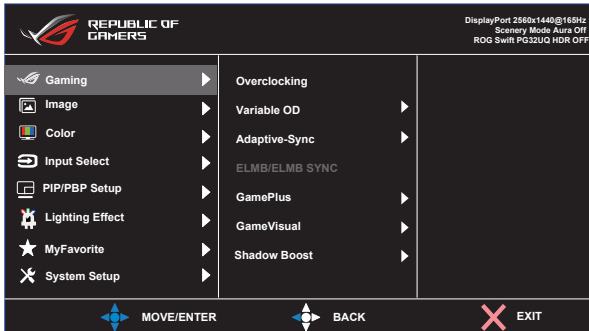 REPUBLIC OF
GAMERS
DisplayPort 2560x1440@165Hz
Scenery Mode Aura Off
ROG Swift PG32UQ HDR OFF
Gaming
Image
Color
Input Select
PIP/PBP Setup
Lighting Effect
MyFavorite
System Setup
Overclocking
Variable OD
Adaptive-Sync
ELMB/ELMB SYNC
GamePlus
GameVisual
Shadow Boost
MOVE/ENTER
BACK
EXIT